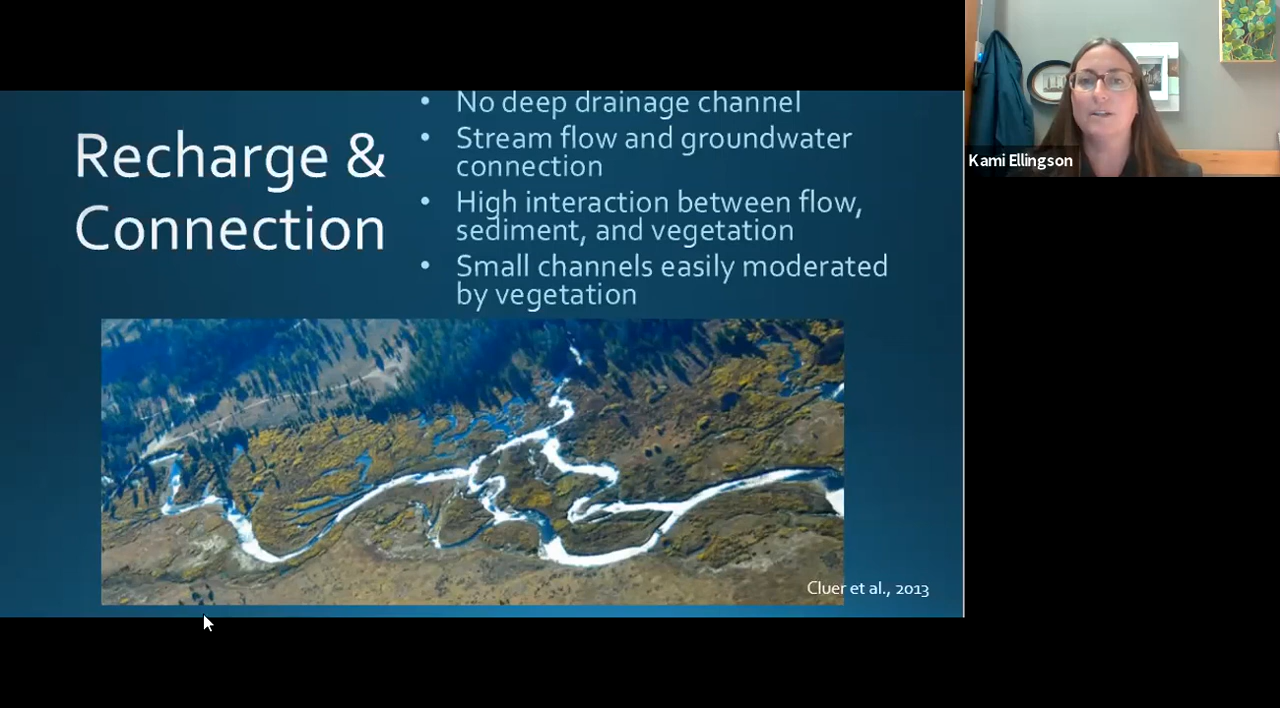 Recharge &
Connection
• No deep drainage channel
• Stream flow and groundwater
connection
• High interaction between flow,
sediment, and vegetation
• Small channels easily moderated
by vegetation
Cluer et al., 2013
Kami Ellingson